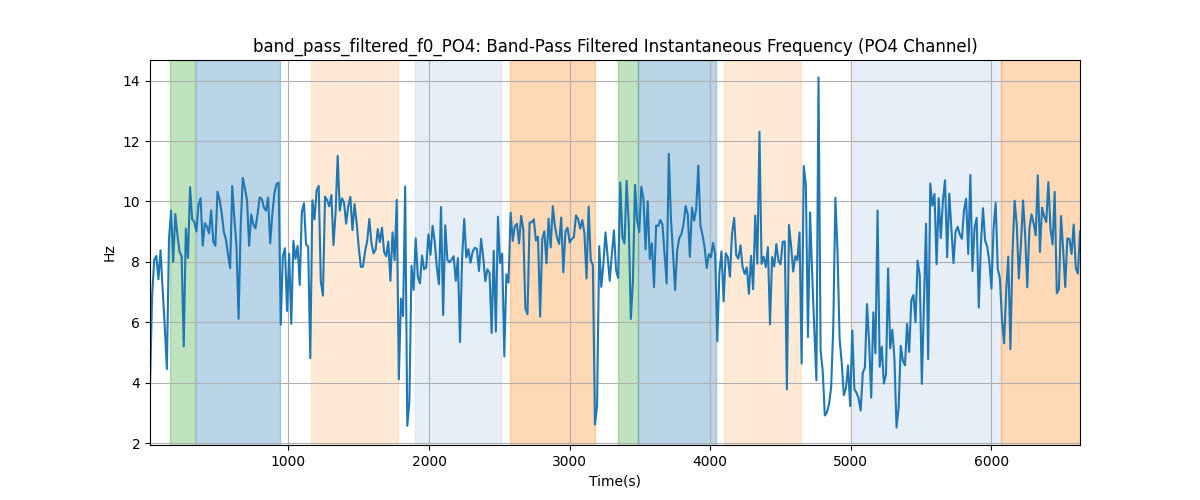 band_pass_filtered_f0_PO4: Band-Pass Filtered Instantaneous Frequency (PO4 Channel)
14
12
10
8
6
4
2
Hz
1000 2000 3000 4000 5000 6000
Time(s)